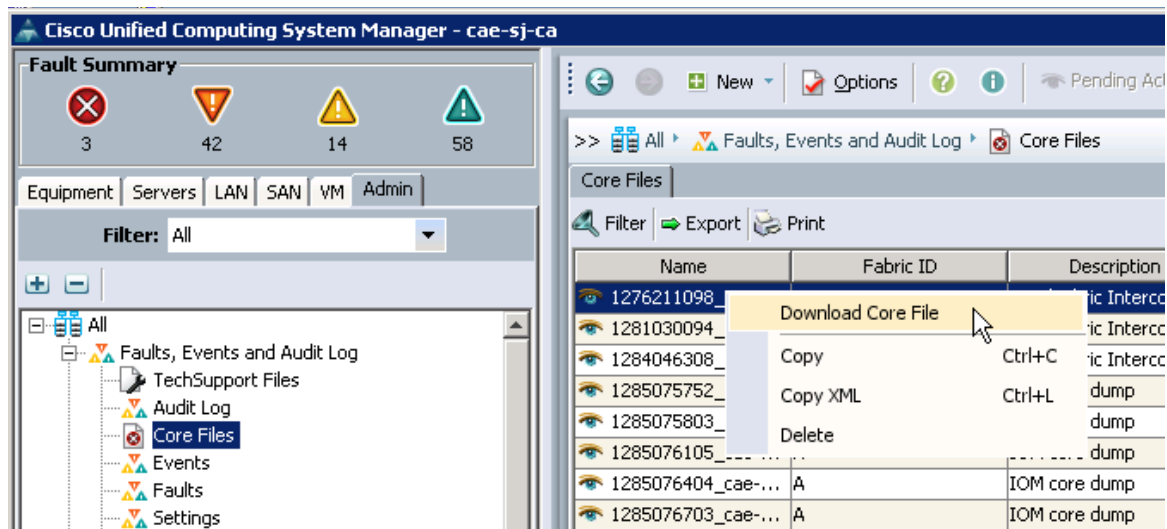 Cisco Unified Computing System Manager - cae-sj-ca
Fault Summary
3 42 14 58
Equipment Servers LAN SAN VM Admin
Filter: All
All
Faults, Events and Audit Log
TechSupport Files
Audit Log
Core Files
Events
Faults
Settings
New Options Pending
>> All Faults, Events and Audit Log Core Files
Core Files
Filter Export Print
Name Fabric ID Description
1276211098_
1281030094_
1284046308_
1285075752_ dump
1285075803_ dump
1285076105_ dump
1285076404_cae-... A IOM core dump
1285076703_cae-... A IOM core dump
Download Core File
Copy Ctrl+C
Copy XML Ctrl+L
Delete